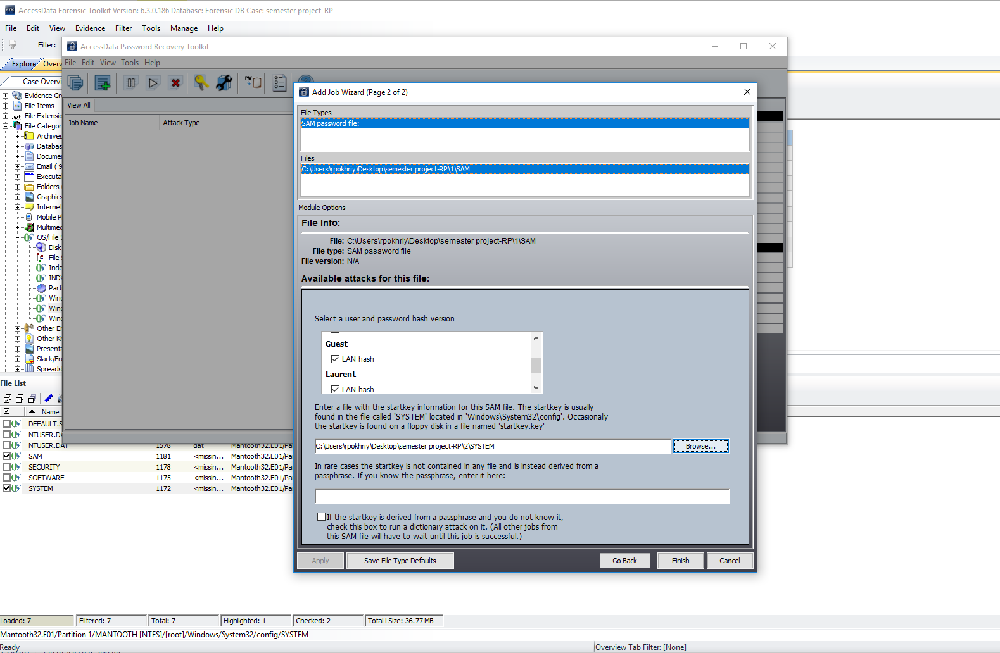 AccessData Forensic Toolkit Version: 6.3.0.186 Database: Forensic DB Case: semester project-RP
File Edit View Evidence Filter Tools Manage Help
Filter:
Explore Overv
Case Overvi
Evidence Gr
File Items
File Extensio
File Categor
Archives
Databas
Docume
Email ( 9
Executa
Folders
Graphics
Internet
Mobile P
Multimed
OS/File S
Disk
File
Inde
INDX
Part
Wind
Wind
Wind
Other En
Other Kn
Presenta
Slack/Fre
Spreads
AccessData Password Recovery Toolkit
File Edit View Tools Help
View All
Job Name Attack Type
Add Job Wizard (Page 2 of 2)
File Types
SAM password file:
Files
C:\Users\rpokhriy\Desktop\semester project-RP\1\SAM
Module Options
File Info:
File: C:\Users\rpokhriy\Desktop\semester project-RP\1\SAM
File type: SAM password file
File version: N/A
Available attacks for this file:
Select a user and password hash version
Guest
LAN hash
Laurent
LAN hash
Enter a file with the startkey information for this SAM file. The startkey is usually
found in the file called 'SYSTEM' located in 'Windows\System32\config'. Occasionally
the startkey is found on a floppy disk in a file named 'startkey.key'
C:\Users\rpokhriy\Desktop\semester project-RP\2\SYSTEM Browse...
In rare cases the startkey is not contained in any file and is instead derived from a
passphrase. If you know the passphrase, enter it here:
If the startkey is derived from a passphrase and you do not know it,
check this box to run a dictionary attack on it. (All other jobs from
this SAM file will have to wait until this job is successful.)
Apply Save File Type Defaults Go Back Finish Cancel
File List
Name
DEFAULT.S
NTUSER.DA
NTUSER.DAT 1578 dat Mantooth32.E01/Par
SAM 1181 <missin... Mantooth32.E01/Par
SECURITY 1178 <missin... Mantooth32.E01/Par
SOFTWARE 1175 <missin... Mantooth32.E01/Par
SYSTEM 1172 <missin... Mantooth32.E01/Par
Loaded: 7 Filtered: 7 Total: 7 Highlighted: 1 Checked: 2 Total LSize: 36.77 MB
Mantooth32.E01/Partition 1/MANTOOTH [NTFS]/[root]/Windows/System32/config/SYSTEM
Ready Overview Tab Filter: [None]